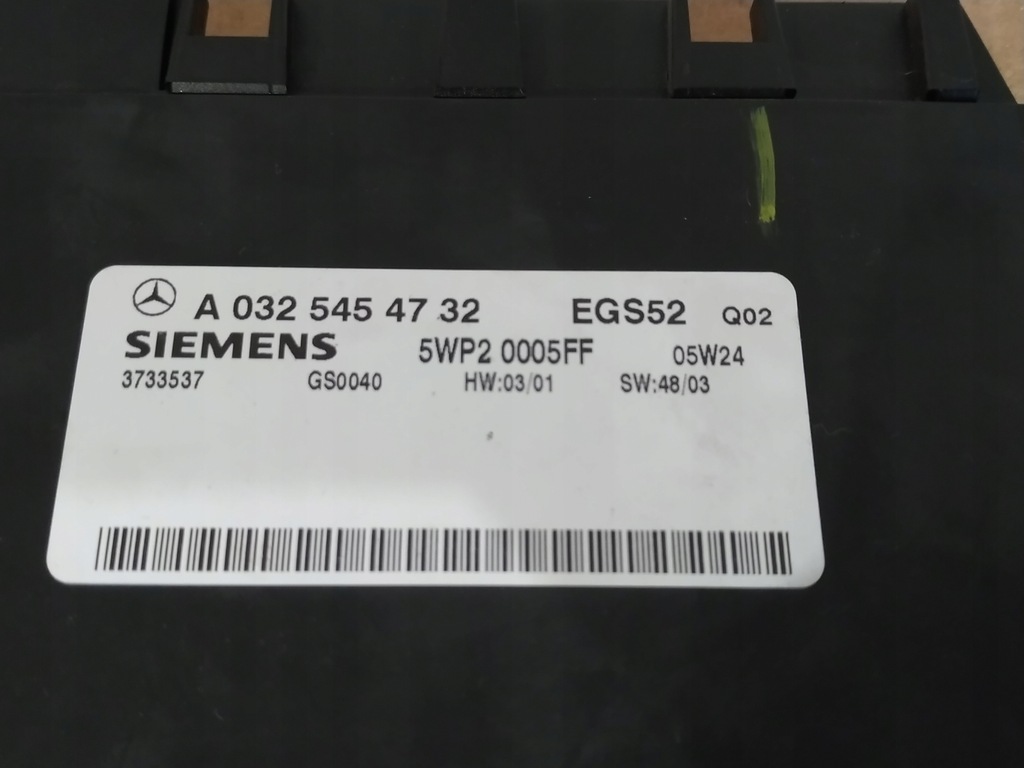 A 032 545 47 32 EGS52 Q02
SIEMENS 5WP2 0005FF 05W24
3733537 GS0040 HW:03/01 SW:48/03